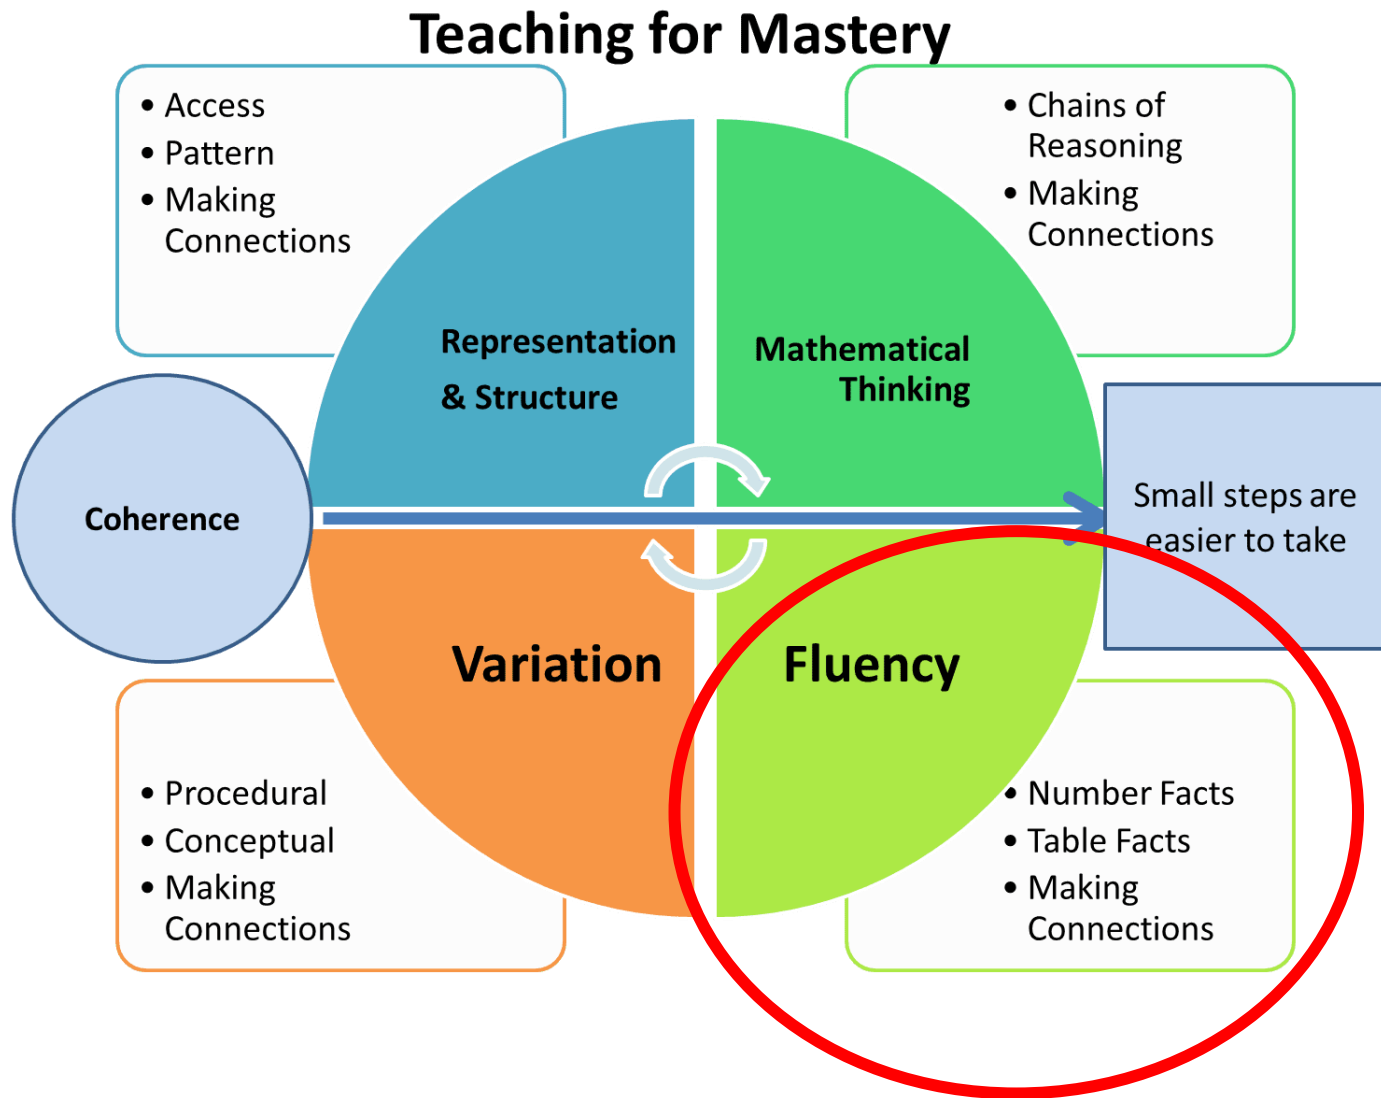 Teaching for Mastery
• Access
• Pattern
• Making
Connections
• Chains of
Reasoning
• Making
Connections
Representation
& Structure
Mathematical
Thinking
Coherence
Small steps are
easier to take
Variation
Fluency
• Procedural
• Conceptual
• Making
Connections
• Number Facts
• Table Facts
• Making
Connections